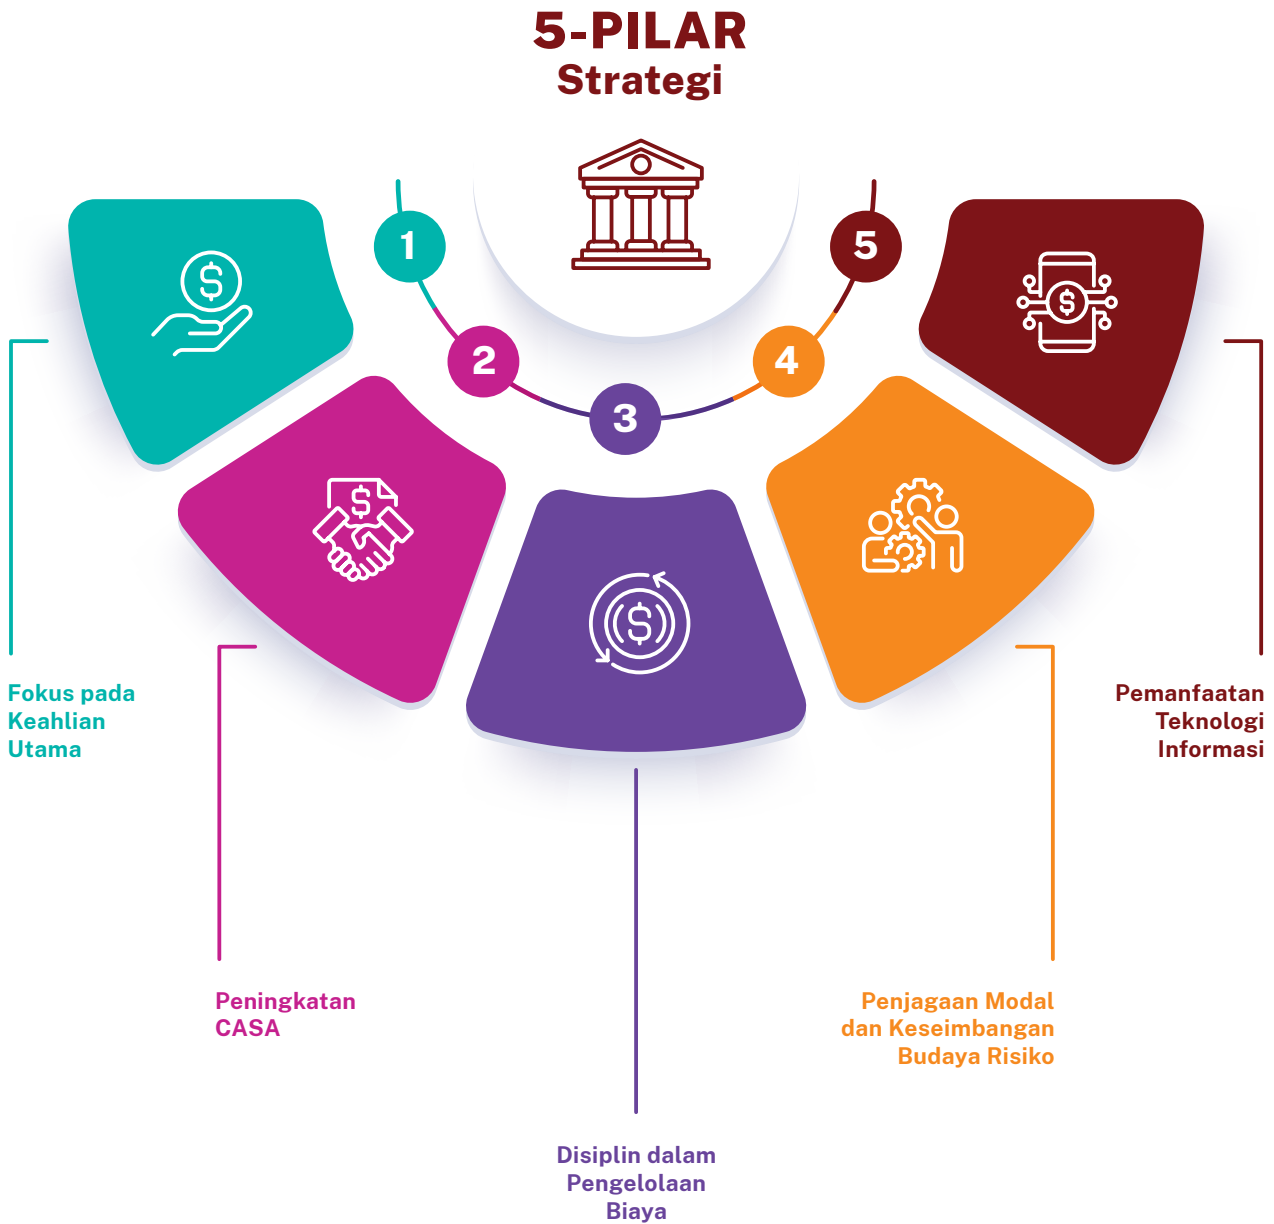 5-PILAR
Strategi
1
2
3
4
5
Fokus pada
Keahlian
Utama
Peningkatan
CASA
Disiplin dalam
Pengelolaan
Biaya
Penjagaan Modal
dan Keseimbangan
Budaya Risiko
Pemanfaatan
Teknologi
Informasi